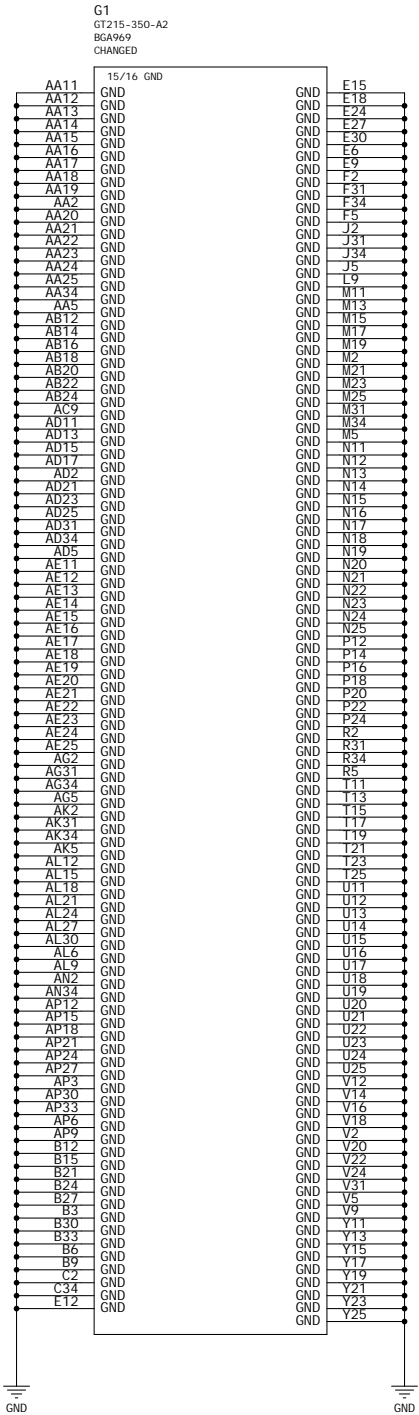 G1
GT215-350-A2
BGA969
CHANGED
15/16 GND
AA11 GND GND E15
AA12 GND GND E18
AA13 GND GND E24
AA14 GND GND E27
AA15 GND GND E30
AA16 GND GND E6
AA17 GND GND E9
AA18 GND GND F2
AA19 GND GND F31
AA2 GND GND F34
AA20 GND GND F5
AA21 GND GND J2
AA22 GND GND J31
AA23 GND GND J34
AA24 GND GND J5
AA25 GND GND L9
AA34 GND GND M11
AA5 GND GND M13
AB12 GND GND M15
AB14 GND GND M17
AB16 GND GND M19
AB18 GND GND M2
AB20 GND GND M21
AB22 GND GND M23
AB24 GND GND M25
AC9 GND GND M31
AD11 GND GND M34
AD13 GND GND M5
AD15 GND GND N11
AD17 GND GND N12
AD2 GND GND N13
AD21 GND GND N14
AD23 GND GND N15
AD25 GND GND N16
AD31 GND GND N17
AD34 GND GND N18
AD5 GND GND N19
AE11 GND GND N20
AE12 GND GND N21
AE13 GND GND N22
AE14 GND GND N23
AE15 GND GND N24
AE16 GND GND N25
AE17 GND GND P12
AE18 GND GND P14
AE19 GND GND P16
AE20 GND GND P18
AE21 GND GND P20
AE22 GND GND P22
AE23 GND GND P24
AE24 GND GND R2
AE25 GND GND R31
AG2 GND GND R34
AG31 GND GND R5
AG34 GND GND T11
AG5 GND GND T13
AK2 GND GND T15
AK31 GND GND T17
AK34 GND GND T19
AK5 GND GND T21
AL12 GND GND T23
AL15 GND GND T25
AL18 GND GND U11
AL21 GND GND U12
AL24 GND GND U13
AL27 GND GND U14
AL30 GND GND U15
AL6 GND GND U16
AL9 GND GND U17
AN2 GND GND U18
AN34 GND GND U19
AP12 GND GND U20
AP15 GND GND U21
AP18 GND GND U22
AP21 GND GND U23
AP24 GND GND U24
AP27 GND GND U25
AP3 GND GND V12
AP30 GND GND V14
AP33 GND GND V16
AP6 GND GND V18
AP9 GND GND V2
B12 GND GND V20
B15 GND GND V22
B21 GND GND V24
B24 GND GND V31
B27 GND GND V5
B3 GND GND V9
B30 GND GND Y11
B33 GND GND Y13
B6 GND GND Y15
B9 GND GND Y17
C2 GND GND Y19
C34 GND GND Y21
E12 GND GND Y23
GND Y25
GND GND